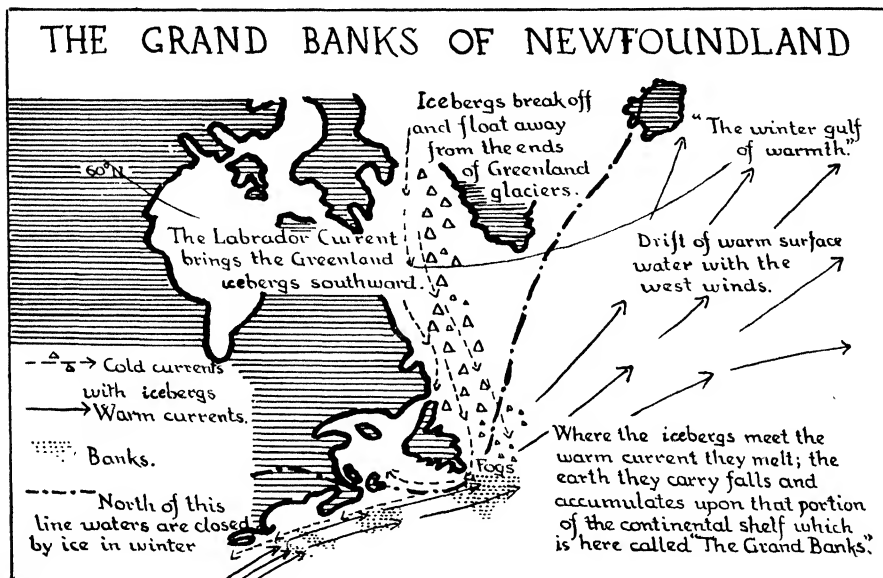 THE GRAND BANKS OF NEWFOUNDLAND
Icebergs break off
and float away
from the ends
of Greenland
glaciers.
"The winter gulf
of warmth."
60°N
The Labrador Current
brings the Greenland
icebergs southward.
Drift of warm surface
water with the
west winds.
Cold currents
with icebergs
Warm currents.
Banks.
North of this
line waters are closed
by ice in winter
Fogs
Where the icebergs meet the
warm current they melt; the
earth they carry falls and
accumulates upon that portion
of the continental shelf which
is here called "The Grand Banks".